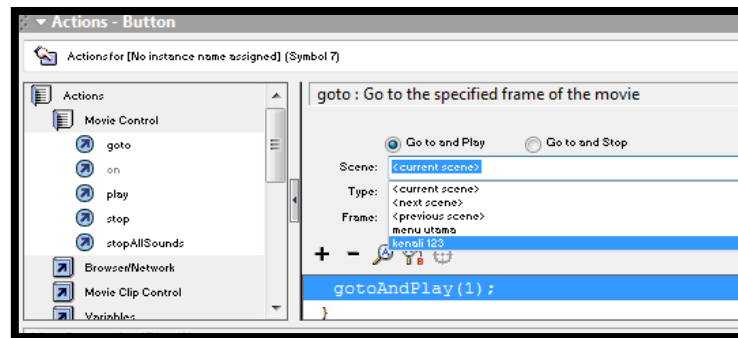 Actions - Button
Actions for [No instance name assigned] (Symbol 7)
Actions
Movie Control
goto
on
play
stop
stopAllSounds
Browser/Network
Movie Clip Control
Variables
goto : Go to the specified frame of the movie
Go to and Play
Go to and Stop
Scene: <current scene>
Type:
Frame:
<current scene>
<next scene>
<previous scene>
menu utama
kenali 123
gotoAndPlay(1);
}